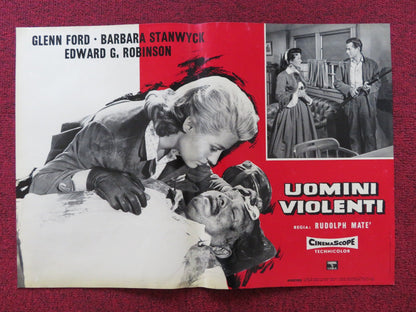 GLENN FORD • BARBARA STANWYCK
EDWARD G. ROBINSON
UOMINI
VIOLENTI
REGIA: RUDOLPH MATE'
CINEMASCOPE
TECHNICOLOR